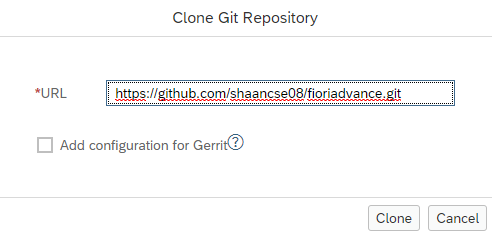 Clone Git Repository
*URL
https://github.com/shaancse08/fioriadvance.git
Add configuration for Gerrit ?
Clone
Cancel